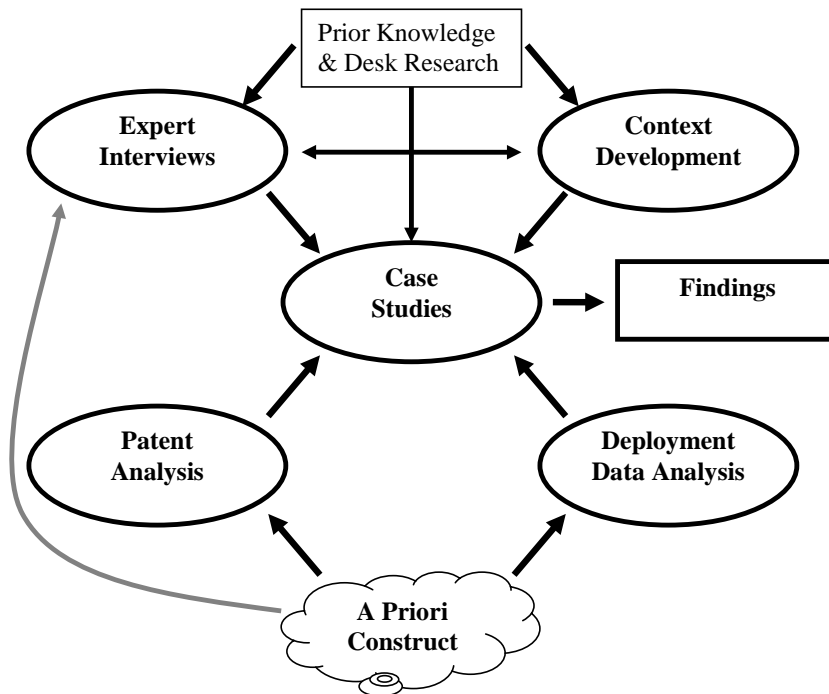 Prior Knowledge
& Desk Research
Expert
Interviews
Context
Development
Case
Studies
Findings
Patent
Analysis
Deployment
Data Analysis
A Priori
Construct